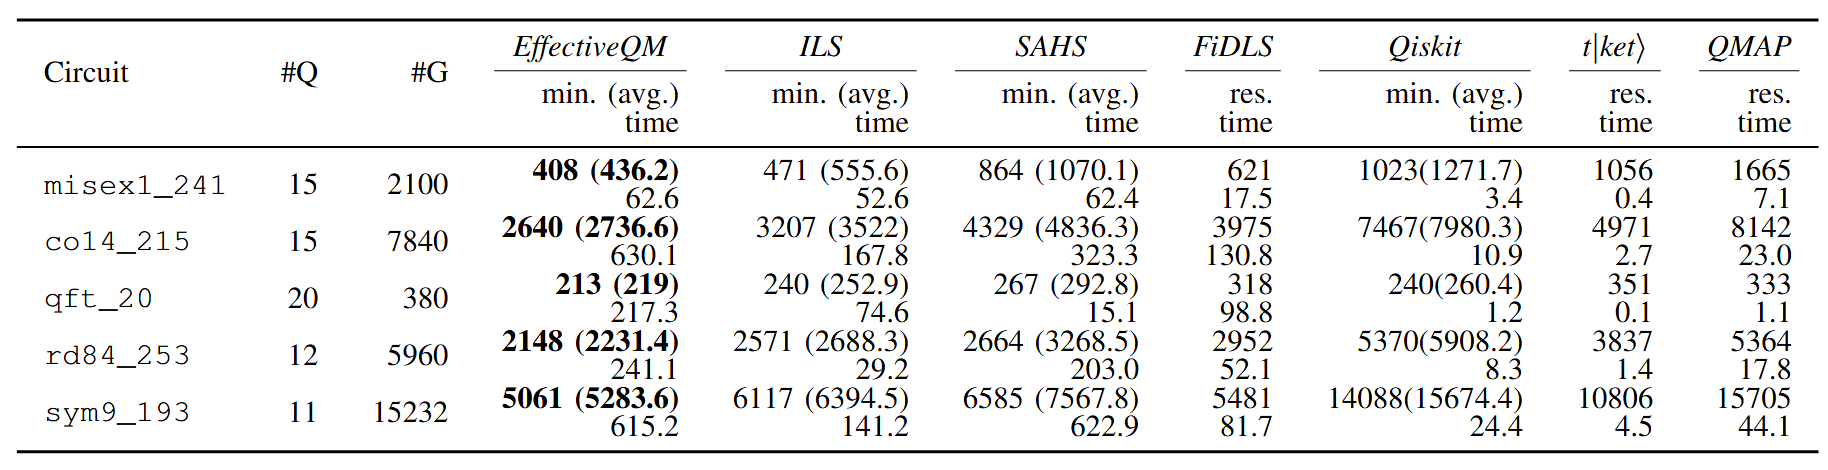 Circuit #Q #G EffectiveQM ILS SAHS FiDLS Qiskit t|ket⟩ QMAP
min. (avg.) min. (avg.) min. (avg.) res. min. (avg.) res. res.
time time time time time time time
misex1_241 15 2100 408 (436.2) 471 (555.6) 864 (1070.1) 621 1023(1271.7) 1056 1665
62.6 52.6 62.4 17.5 3.4 0.4 7.1
co14_215 15 7840 2640 (2736.6) 3207 (3522) 4329 (4836.3) 3975 7467(7980.3) 4971 8142
630.1 167.8 323.3 130.8 10.9 2.7 23.0
qft_20 20 380 213 (219) 240 (252.9) 267 (292.8) 318 240(260.4) 351 333
217.3 74.6 15.1 98.8 1.2 0.1 1.1
rd84_253 12 5960 2148 (2231.4) 2571 (2688.3) 2664 (3268.5) 2952 5370(5908.2) 3837 5364
241.1 29.2 203.0 52.1 8.3 1.4 17.8
sym9_193 11 15232 5061 (5283.6) 6117 (6394.5) 6585 (7567.8) 5481 14088(15674.4) 10806 15705
615.2 141.2 622.9 81.7 24.4 4.5 44.1